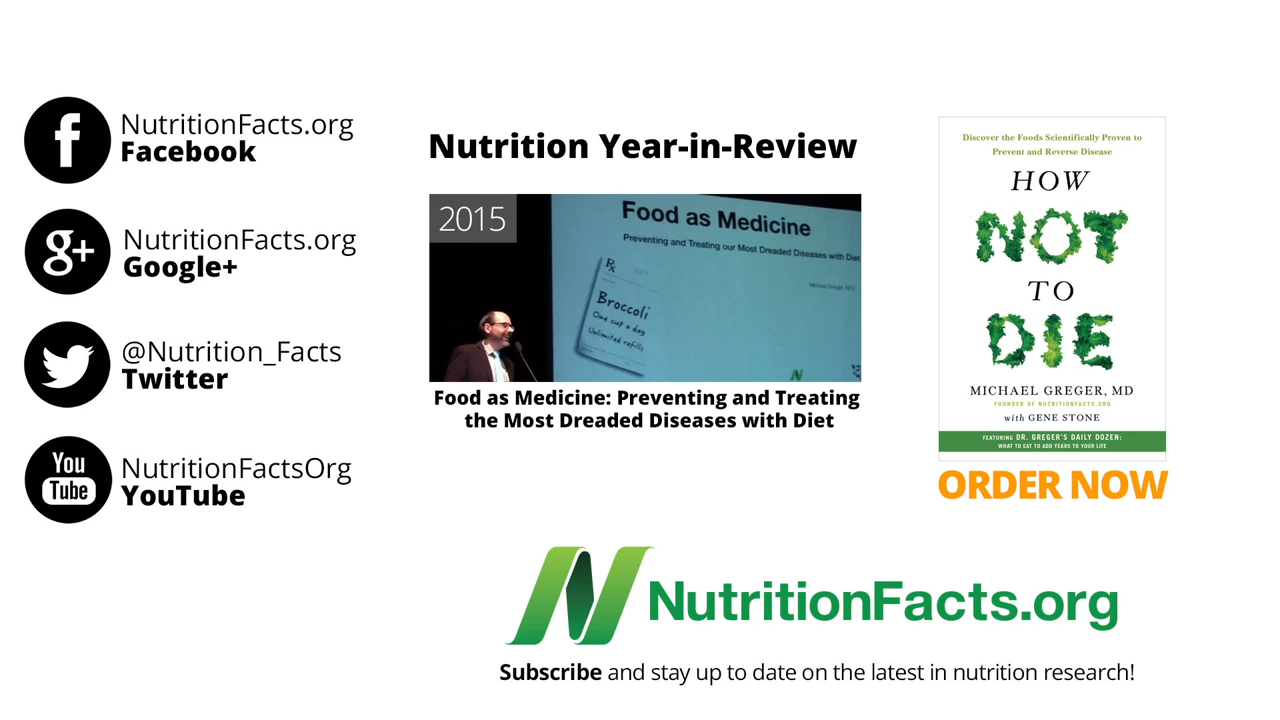 NutritionFacts.org
Facebook
g+
NutritionFacts.org
Google+
@Nutrition_Facts
Twitter
You
Tube
NutritionFactsOrg
YouTube
Nutrition Year-in-Review
2015
Food as Medicine
Preventing and Treating our Most Dreaded Diseases with Diet
Michael Greger, M.D.
Rx
Broccoli
One cup a day
Unlimited refills
Food as Medicine: Preventing and Treating
the Most Dreaded Diseases with Diet
Discover the Foods Scientifically Proven to
Prevent and Reverse Disease
HOW
NOT
TO
DIE
MICHAEL GREGER, MD
FOUNDER OF NUTRITIONFACTS.ORG
with GENE STONE
FEATURING DR. GREGER'S DAILY DOZEN:
WHAT TO EAT TO ADD YEARS TO YOUR LIFE
ORDER NOW
NutritionFacts.org
Subscribe and stay up to date on the latest in nutrition research!